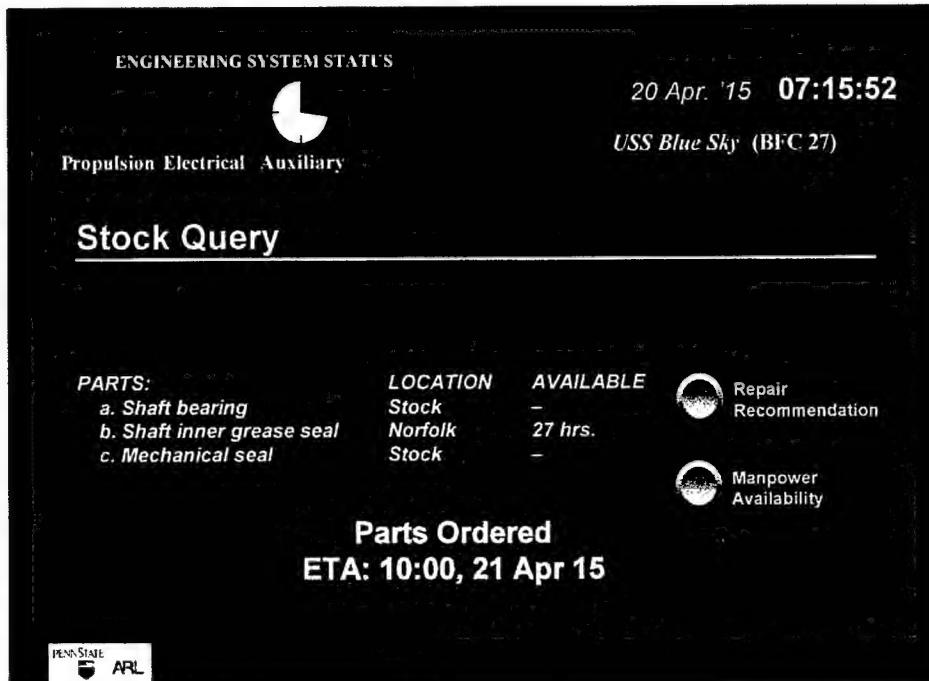 ENGINEERING SYSTEM STATUS
20 Apr. '15 07:15:52
USS Blue Sky (BFC 27)
Propulsion Electrical Auxiliary
Stock Query
PARTS: LOCATION AVAILABLE
a. Shaft bearing Stock –
b. Shaft inner grease seal Norfolk 27 hrs.
c. Mechanical seal Stock –
Repair
Recommendation
Manpower
Availability
Parts Ordered
ETA: 10:00, 21 Apr 15
PENNSTATE
ARL